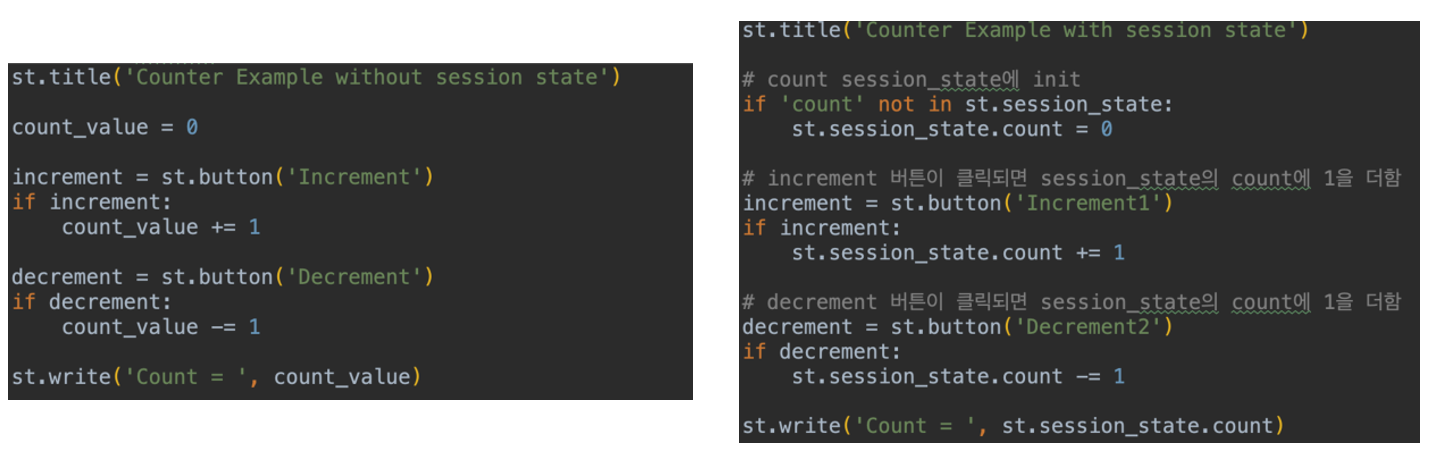 st.title('Counter Example without session state')
count_value = 0
increment = st.button('Increment')
if increment:
    count_value += 1
decrement = st.button('Decrement')
if decrement:
    count_value -= 1
st.write('Count = ', count_value)
st.title('Counter Example with session state')
# count session_state에 init
if 'count' not in st.session_state:
    st.session_state.count = 0
# increment 버튼이 클릭되면 session_state의 count에 1을 더함
increment = st.button('Increment1')
if increment:
    st.session_state.count += 1
# decrement 버튼이 클릭되면 session_state의 count에 1을 더함
decrement = st.button('Decrement2')
if decrement:
    st.session_state.count -= 1
st.write('Count = ', st.session_state.count)